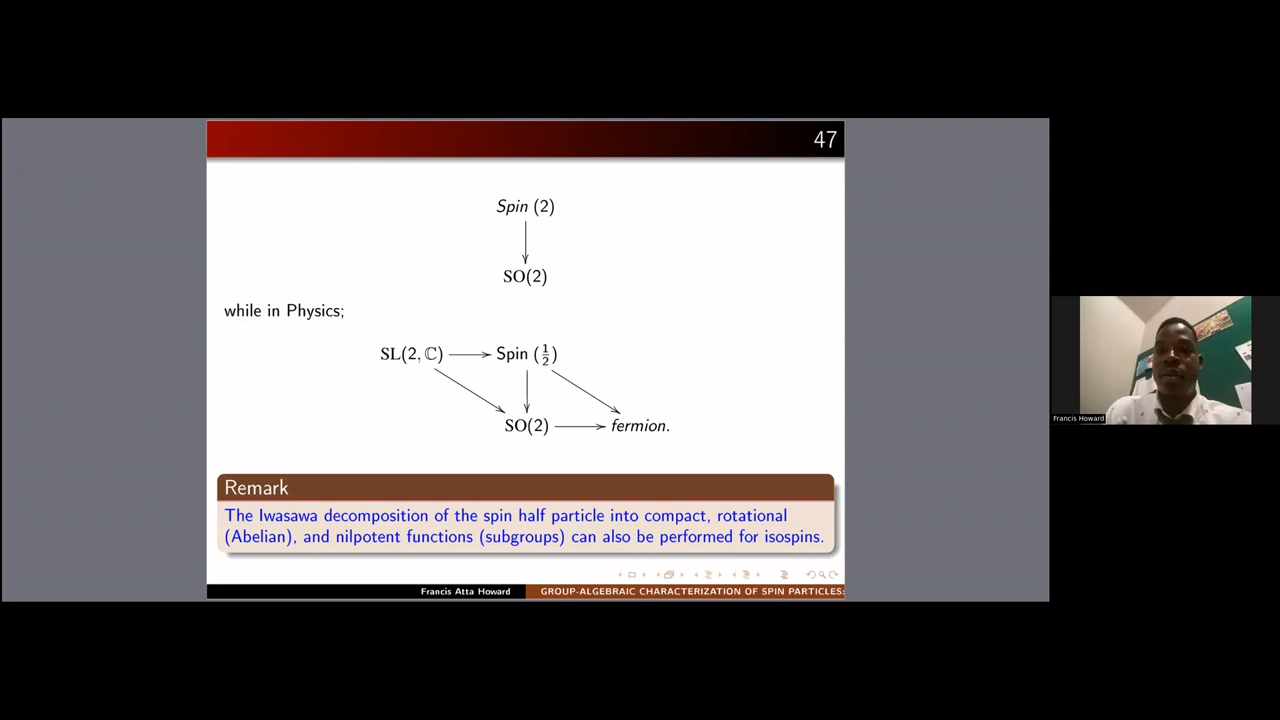 47
Spin (2)
SO(2)
while in Physics;
SL(2, ℂ) Spin (1/2)
SO(2) fermion.
Remark
The Iwasawa decomposition of the spin half particle into compact, rotational
(Abelian), and nilpotent functions (subgroups) can also be performed for isospins.
Francis Atta Howard GROUP-ALGEBRAIC CHARACTERIZATION OF SPIN PARTICLES:
Francis Howard